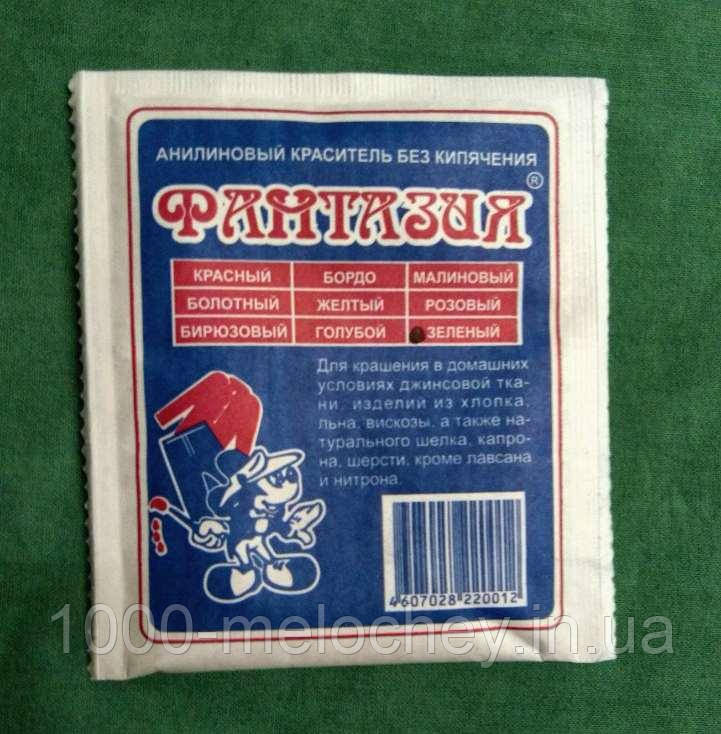 АНИЛИНОВЫЙ КРАСИТЕЛЬ БЕЗ КИПЯЧЕНИЯ
ФАНТАЗИЯ ®
КРАСНЫЙ БОРДО МАЛИНОВЫЙ
БОЛОТНЫЙ ЖЕЛТЫЙ РОЗОВЫЙ
БИРЮЗОВЫЙ ГОЛУБОЙ ЗЕЛЕНЫЙ
Для крашения в домашних
условиях джинсовой тка-
ни, изделий из хлопка,
льна, вискозы, а также на-
турального шелка, капро-
на, шерсти, кроме лавсана
и нитрона.
4607028 220012
1000-melochey.in.ua